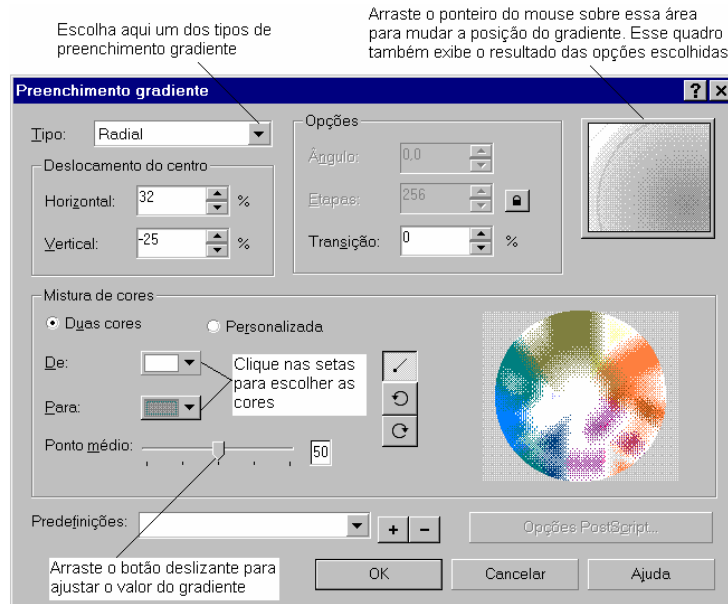 Escolha aqui um dos tipos de
preenchimento gradiente
Arraste o ponteiro do mouse sobre essa área
para mudar a posição do gradiente. Esse quadro
também exibe o resultado das opções escolhidas
Preenchimento gradiente
Tipo: Radial
Deslocamento do centro
Horizontal: 32 %
Vertical: -25 %
Opções
Ângulo: 0,0
Etapas: 256
Transição: 0 %
Mistura de cores
Duas cores Personalizada
De:
Para:
Clique nas setas
para escolher as
cores
Ponto médio: 50
Predefinições: + −
Opções PostScript...
Arraste o botão deslizante para
ajustar o valor do gradiente
OK Cancelar Ajuda